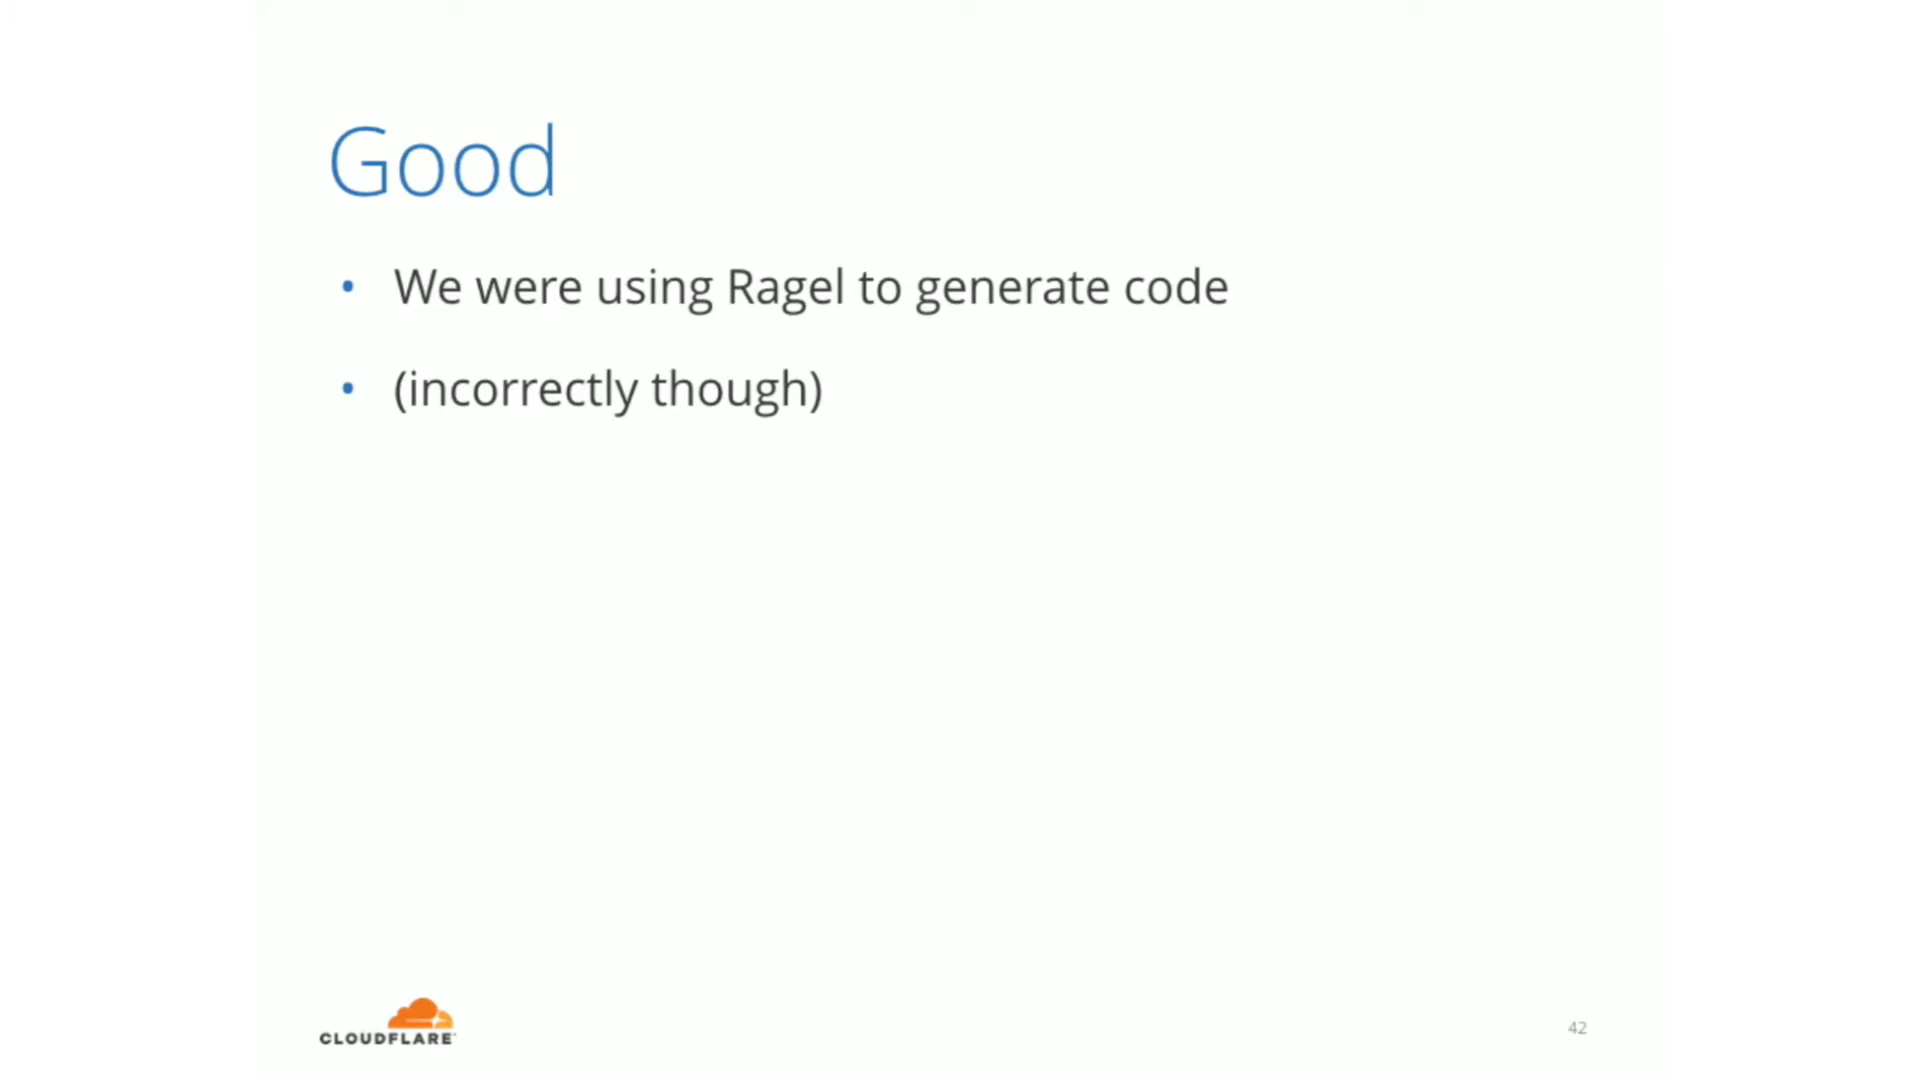 Good
• We were using Ragel to generate code
• (incorrectly though)
CLOUDFLARE
42